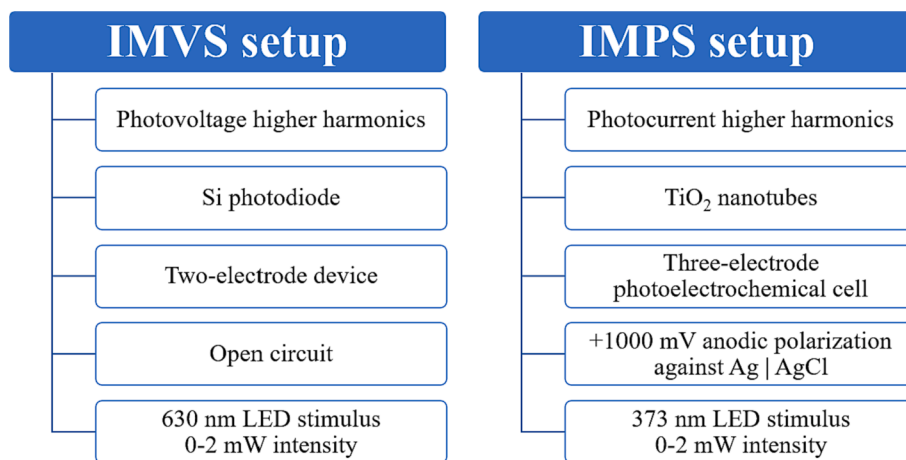 IMVS setup
Photovoltage higher harmonics
Si photodiode
Two-electrode device
Open circuit
630 nm LED stimulus
0-2 mW intensity
IMPS setup
Photocurrent higher harmonics
TiO₂ nanotubes
Three-electrode
photoelectrochemical cell
+1000 mV anodic polarization
against Ag | AgCl
373 nm LED stimulus
0-2 mW intensity